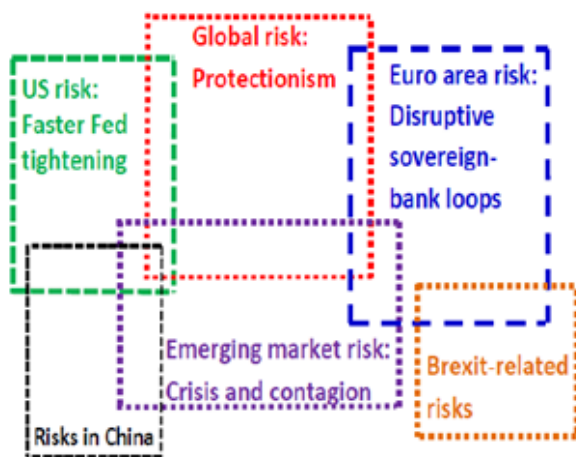 Global risk:
Protectionism
US risk:
Faster Fed
tightening
Euro area risk:
Disruptive
sovereign-
bank loops
Emerging market risk:
Crisis and contagion
Brexit-related
risks
Risks in China